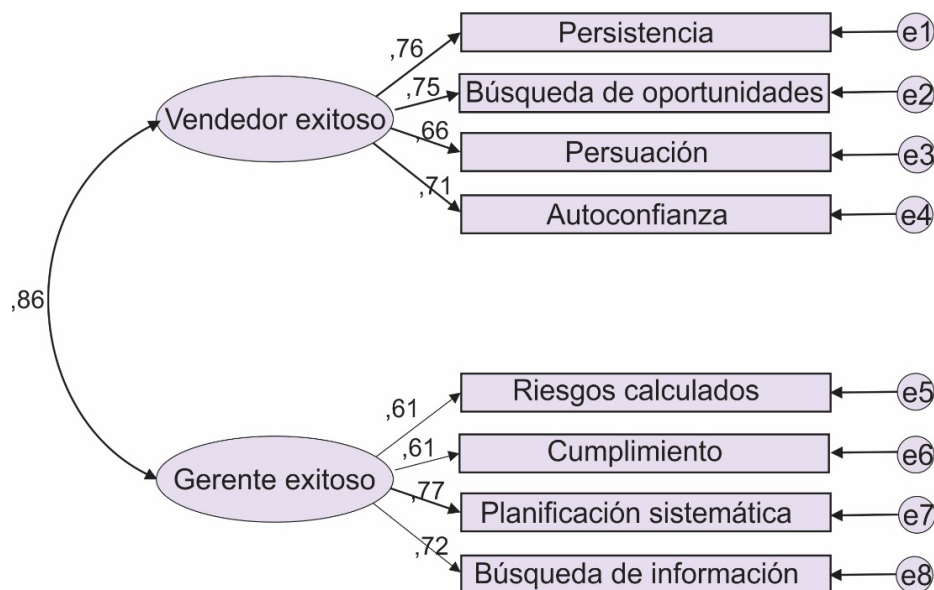 Persistencia
e1
,76
Búsqueda de oportunidades
e2
,75
Vendedor exitoso
,66
Persuación
e3
,71
Autoconfianza
e4
,86
Riesgos calculados
e5
,61
Cumplimiento
e6
,61
Gerente exitoso
,77
Planificación sistemática
e7
,72
Búsqueda de información
e8